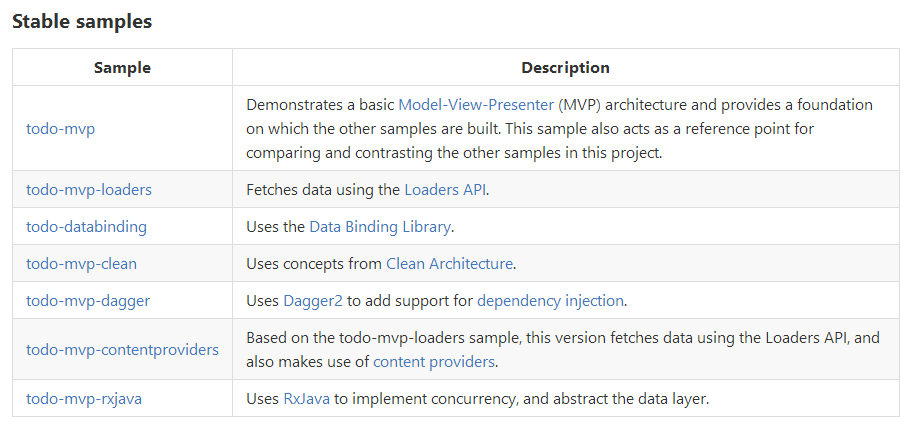 Stable samples
Sample Description
todo-mvp
Demonstrates a basic Model-View-Presenter (MVP) architecture and provides a foundation
on which the other samples are built. This sample also acts as a reference point for
comparing and contrasting the other samples in this project.
todo-mvp-loaders Fetches data using the Loaders API.
todo-databinding Uses the Data Binding Library.
todo-mvp-clean Uses concepts from Clean Architecture.
todo-mvp-dagger Uses Dagger2 to add support for dependency injection.
todo-mvp-contentproviders
Based on the todo-mvp-loaders sample, this version fetches data using the Loaders API, and
also makes use of content providers.
todo-mvp-rxjava Uses RxJava to implement concurrency, and abstract the data layer.